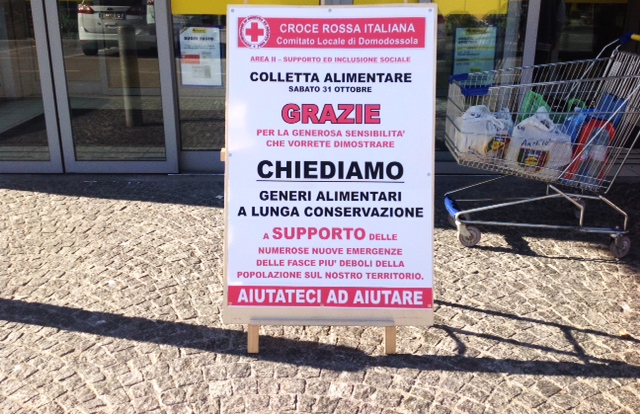 CROCE ROSSA ITALIANA
Comitato Locale di Domodossola
AREA II – SUPPORTO ED INCLUSIONE SOCIALE
COLLETTA ALIMENTARE
SABATO 31 OTTOBRE
GRAZIE
PER LA GENEROSA SENSIBILITA'
CHE VORRETE DIMOSTRARE
CHIEDIAMO
GENERI ALIMENTARI
A LUNGA CONSERVAZIONE
A SUPPORTO DELLE
NUMEROSE NUOVE EMERGENZE
DELLE FASCE PIU' DEBOLI DELLA
POPOLAZIONE SUL NOSTRO TERRITORIO.
AIUTATECI AD AIUTARE